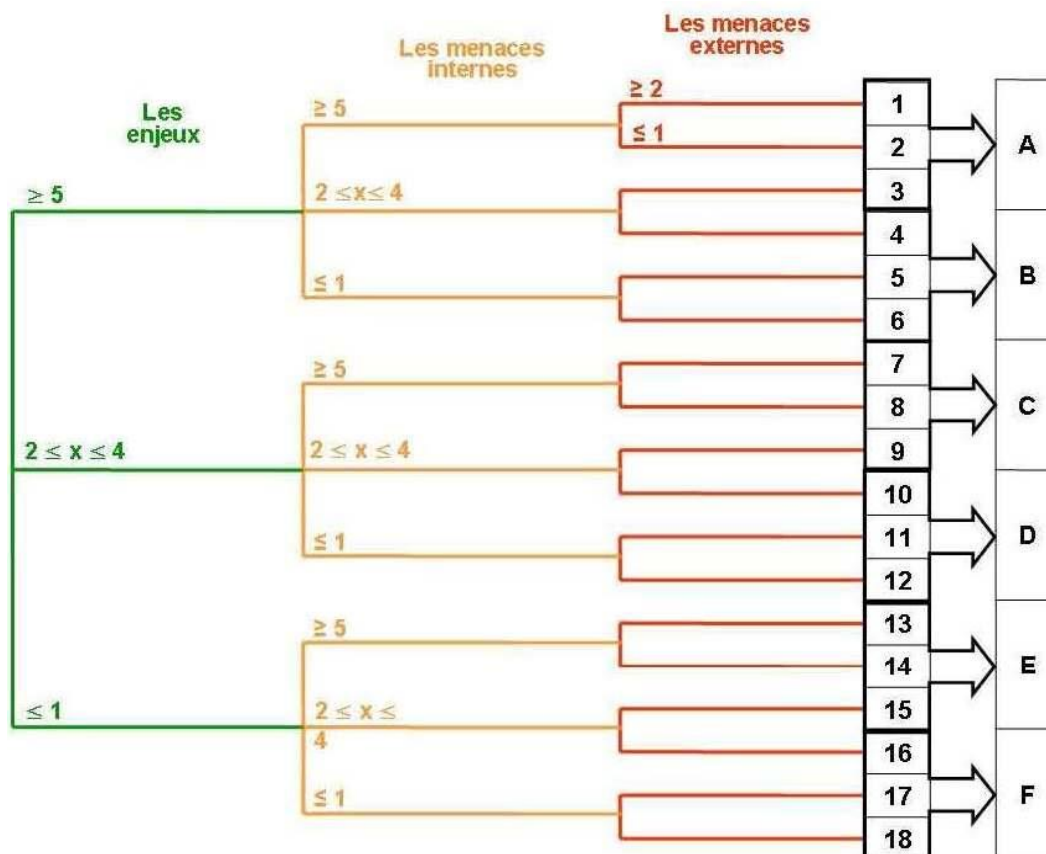 Les menaces
externes
Les menaces
internes
Les
enjeux
≥ 2
≥ 5
≤ 1
1
2
A
≥ 5
2 ≤x≤ 4
3
4
≤ 1
5
B
6
≥ 5
7
8
C
2 ≤ x ≤ 4
2 ≤ x ≤ 4
9
10
≤ 1
11
D
12
≥ 5
13
14
E
≤ 1
2 ≤ x ≤
4
15
16
≤ 1
17
F
18